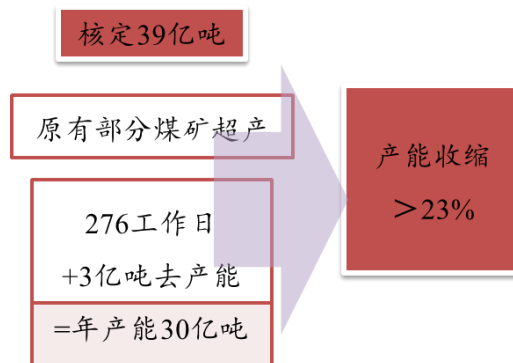 核定39亿吨
原有部分煤矿超产
276工作日
+3亿吨去产能
=年产能30亿吨
产能收缩
＞23%